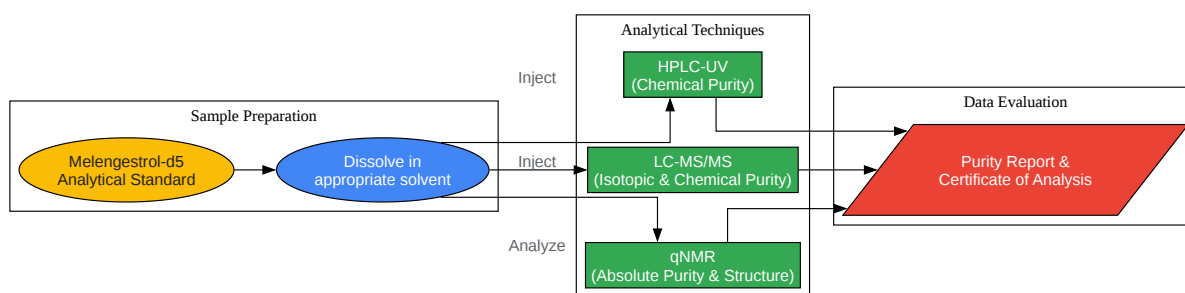 Sample Preparation
Melengestrol-d5
Analytical Standard
Dissolve in
appropriate solvent
Inject
Inject
Analyze
Analytical Techniques
HPLC-UV
(Chemical Purity)
LC-MS/MS
(Isotopic & Chemical Purity)
qNMR
(Absolute Purity & Structure)
Data Evaluation
Purity Report &
Certificate of Analysis